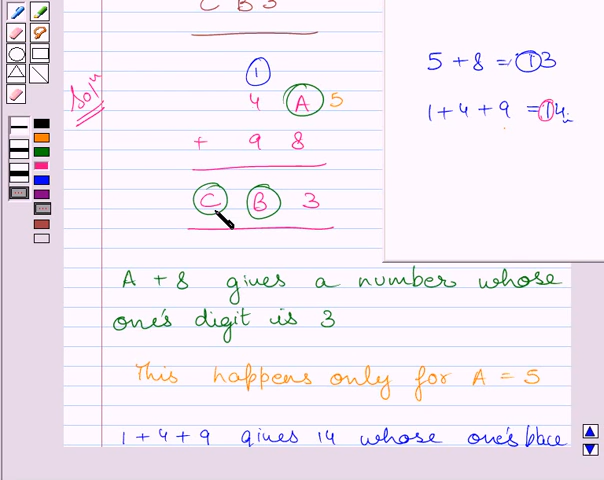 C B 3
Solⁿ
1
4 A 5
+ 9 8
C B 3
5 + 8 = 13
1 + 4 + 9 = 14
A + 8 gives a number whose
one's digit is 3
This happens only for A = 5
1 + 4 + 9 gives 14 whose one's place